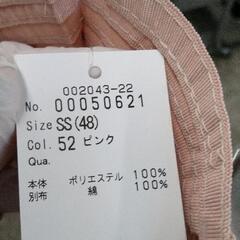 002043-22
No. 00050621
Size SS(48)
Col. 52 ピンク
Qua.
本体 ポリエステル 100%
別布 綿 100%